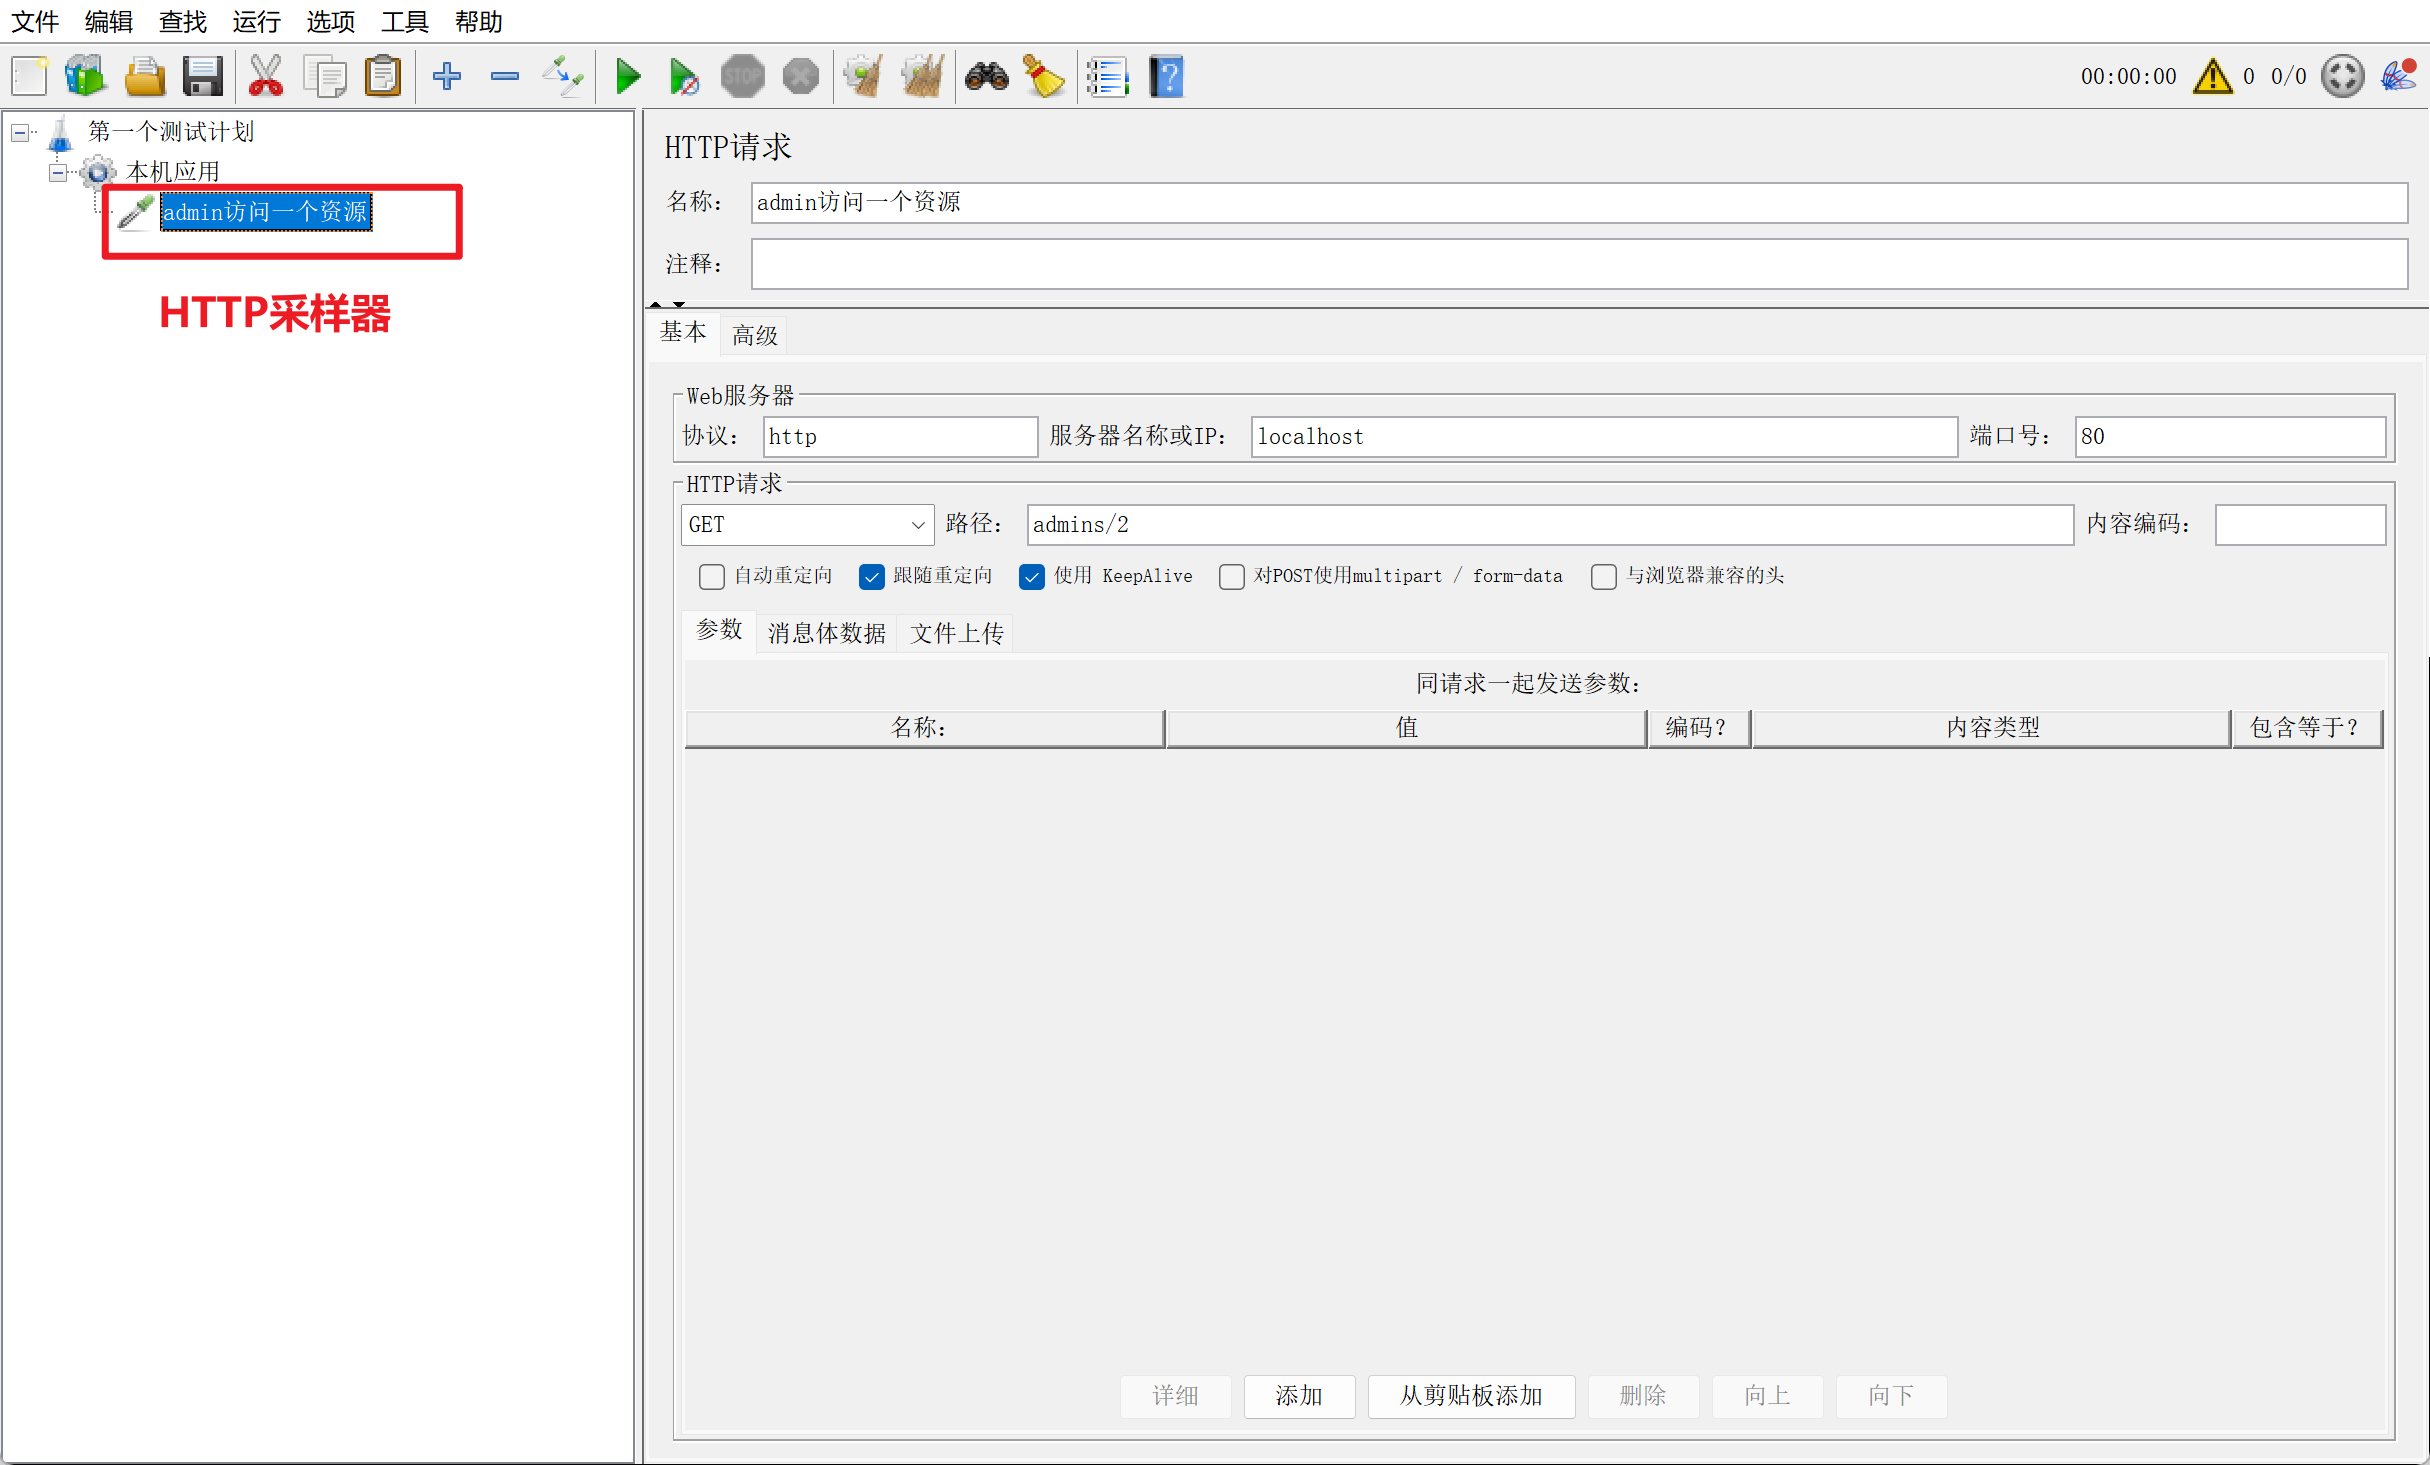 文件 编辑 查找 运行 选项 工具 帮助
STOP 00:00:00 0 0/0
第一个测试计划
本机应用
admin访问一个资源
HTTP采样器
HTTP请求
名称： admin访问一个资源
注释：
基本 高级
Web服务器
协议： http 服务器名称或IP： localhost 端口号： 80
HTTP请求
GET 路径： admins/2 内容编码：
自动重定向 跟随重定向 使用 KeepAlive 对POST使用multipart / form-data 与浏览器兼容的头
参数 消息体数据 文件上传
同请求一起发送参数：
名称： 值 编码？ 内容类型 包含等于？
详细 添加 从剪贴板添加 删除 向上 向下